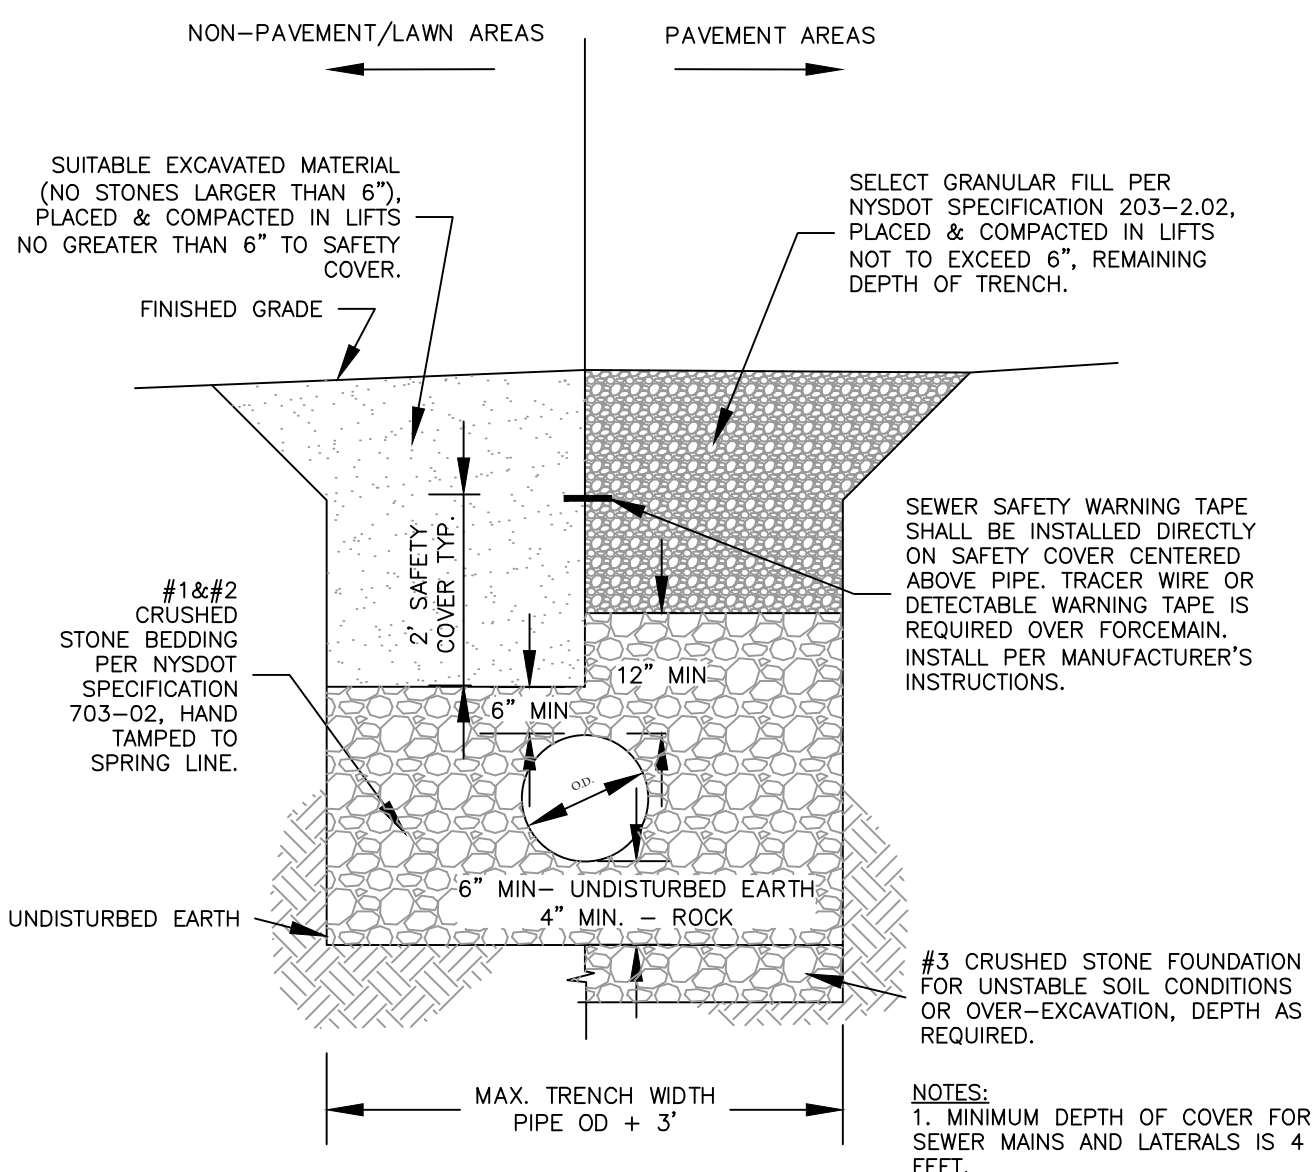 NON-PAVEMENT/LAWN AREAS
PAVEMENT AREAS
SUITABLE EXCAVATED MATERIAL
(NO STONES LARGER THAN 6"),
PLACED & COMPACTED IN LIFTS
NO GREATER THAN 6" TO SAFETY
COVER.
SELECT GRANULAR FILL PER
NYSDOT SPECIFICATION 203-2.02,
PLACED & COMPACTED IN LIFTS
NOT TO EXCEED 6", REMAINING
DEPTH OF TRENCH.
FINISHED GRADE
2' SAFETY
COVER TYP.
SEWER SAFETY WARNING TAPE
SHALL BE INSTALLED DIRECTLY
ON SAFETY COVER CENTERED
ABOVE PIPE. TRACER WIRE OR
DETECTABLE WARNING TAPE IS
REQUIRED OVER FORCEMAIN.
INSTALL PER MANUFACTURER'S
INSTRUCTIONS.
#1&#2
CRUSHED
STONE BEDDING
PER NYSDOT
SPECIFICATION
703-02, HAND
TAMPED TO
SPRING LINE.
12" MIN
6" MIN
O.D.
6" MIN- UNDISTURBED EARTH
4" MIN. - ROCK
UNDISTURBED EARTH
#3 CRUSHED STONE FOUNDATION
FOR UNSTABLE SOIL CONDITIONS
OR OVER-EXCAVATION, DEPTH AS
REQUIRED.
MAX. TRENCH WIDTH
PIPE OD + 3'
NOTES:
1. MINIMUM DEPTH OF COVER FOR
SEWER MAINS AND LATERALS IS 4
FEET.